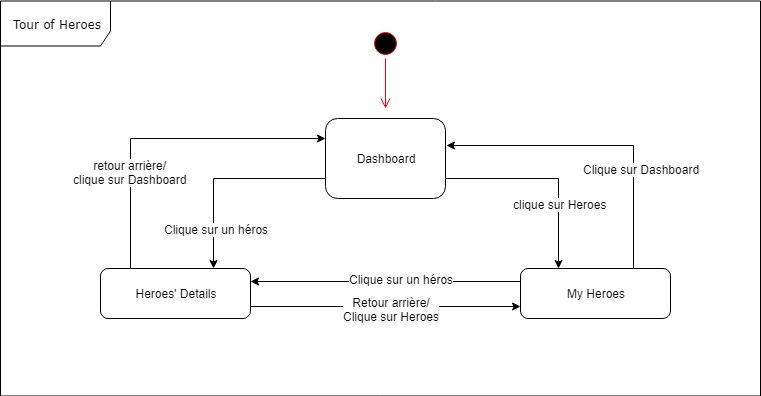 Tour of Heroes
Dashboard
retour arrière/
clique sur Dashboard
Clique sur Dashboard
clique sur Heroes
Clique sur un héros
Clique sur un héros
Heroes' Details
My Heroes
Retour arrière/
Clique sur Heroes